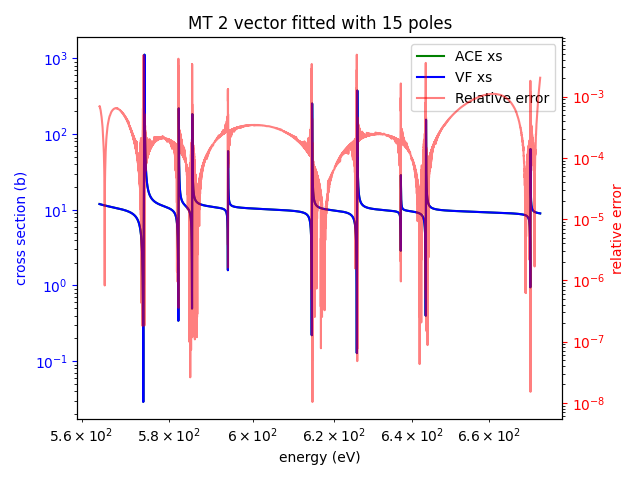 MT 2 vector fitted with 15 poles
ACE xs
VF xs
Relative error
cross section (b)
10³
10²
10¹
10⁰
10⁻¹
relative error
10⁻³
10⁻⁴
10⁻⁵
10⁻⁶
10⁻⁷
10⁻⁸
5.6 × 10² 5.8 × 10² 6 × 10² 6.2 × 10² 6.4 × 10² 6.6 × 10²
energy (eV)